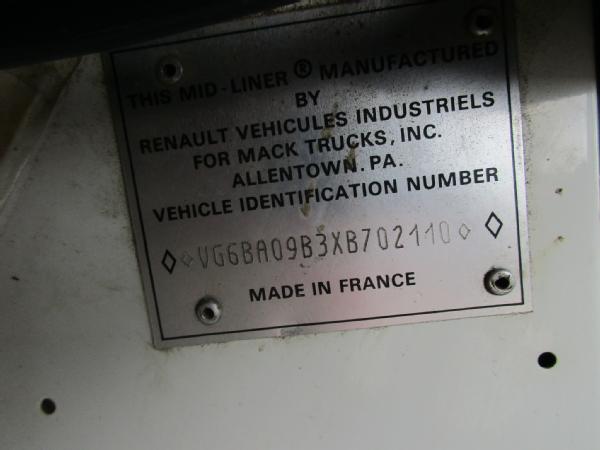 THIS MID-LINER ® MANUFACTURED
BY
RENAULT VEHICULES INDUSTRIELS
FOR MACK TRUCKS, INC.
ALLENTOWN. PA.
VEHICLE IDENTIFICATION NUMBER
VG6BA09B3XB702110
MADE IN FRANCE